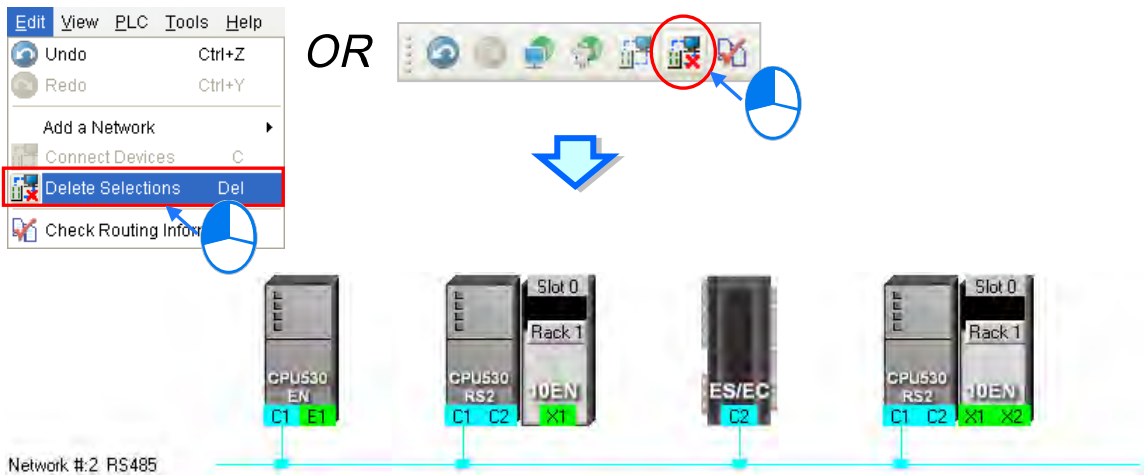 Edit View PLC Tools Help
Undo Ctrl+Z
Redo Ctrl+Y
Add a Network
Connect Devices C
Delete Selections Del
Check Routing Infor
OR
Slot 0
Rack 1
Slot 0
Rack 1
CPU530
EN
C1 E1
CPU530
RS2
C1 C2
10EN
X1
ES/EC
C2
CPU530
RS2
C1 C2
10EN
X1 X2
Network #:2 RS485